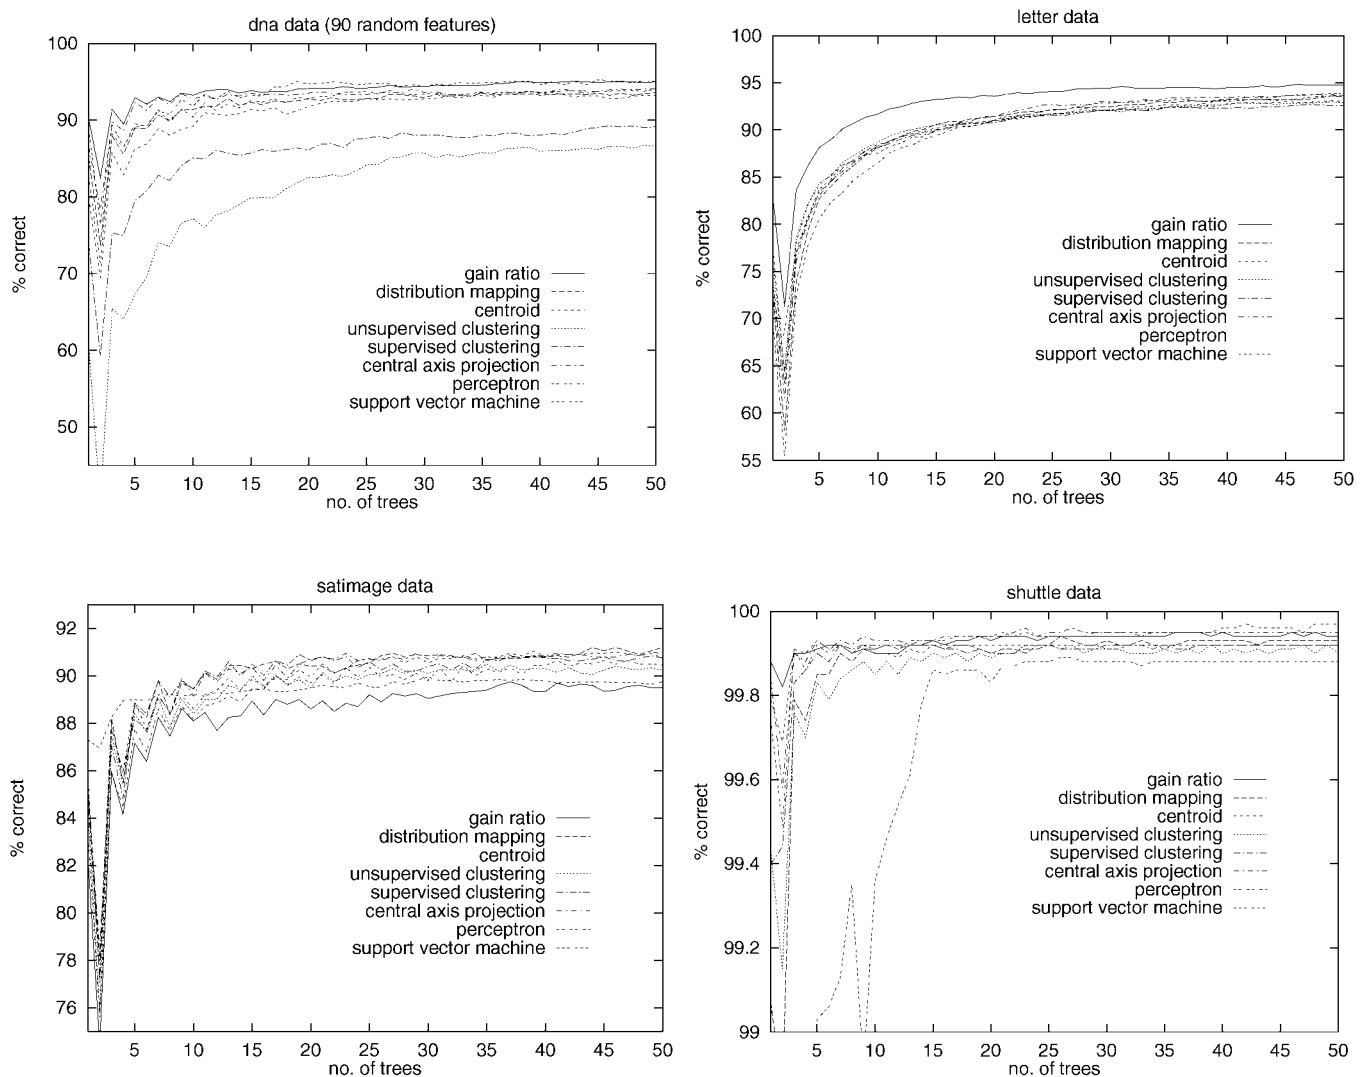 dna data (90 random features)
100
90
80
70
60
50
% correct
gain ratio
distribution mapping
centroid
unsupervised clustering
supervised clustering
central axis projection
perceptron
support vector machine
5 10 15 20 25 30 35 40 45 50
no. of trees
letter data
100
95
90
85
80
75
70
65
60
55
% correct
gain ratio
distribution mapping
centroid
unsupervised clustering
supervised clustering
central axis projection
perceptron
support vector machine
5 10 15 20 25 30 35 40 45 50
no. of trees
satimage data
92
90
88
86
84
82
80
78
76
% correct
gain ratio
distribution mapping
centroid
unsupervised clustering
supervised clustering
central axis projection
perceptron
support vector machine
5 10 15 20 25 30 35 40 45 50
no. of trees
shuttle data
100
99.8
99.6
99.4
99.2
99
% correct
gain ratio
distribution mapping
centroid
unsupervised clustering
supervised clustering
central axis projection
perceptron
support vector machine
5 10 15 20 25 30 35 40 45 50
no. of trees